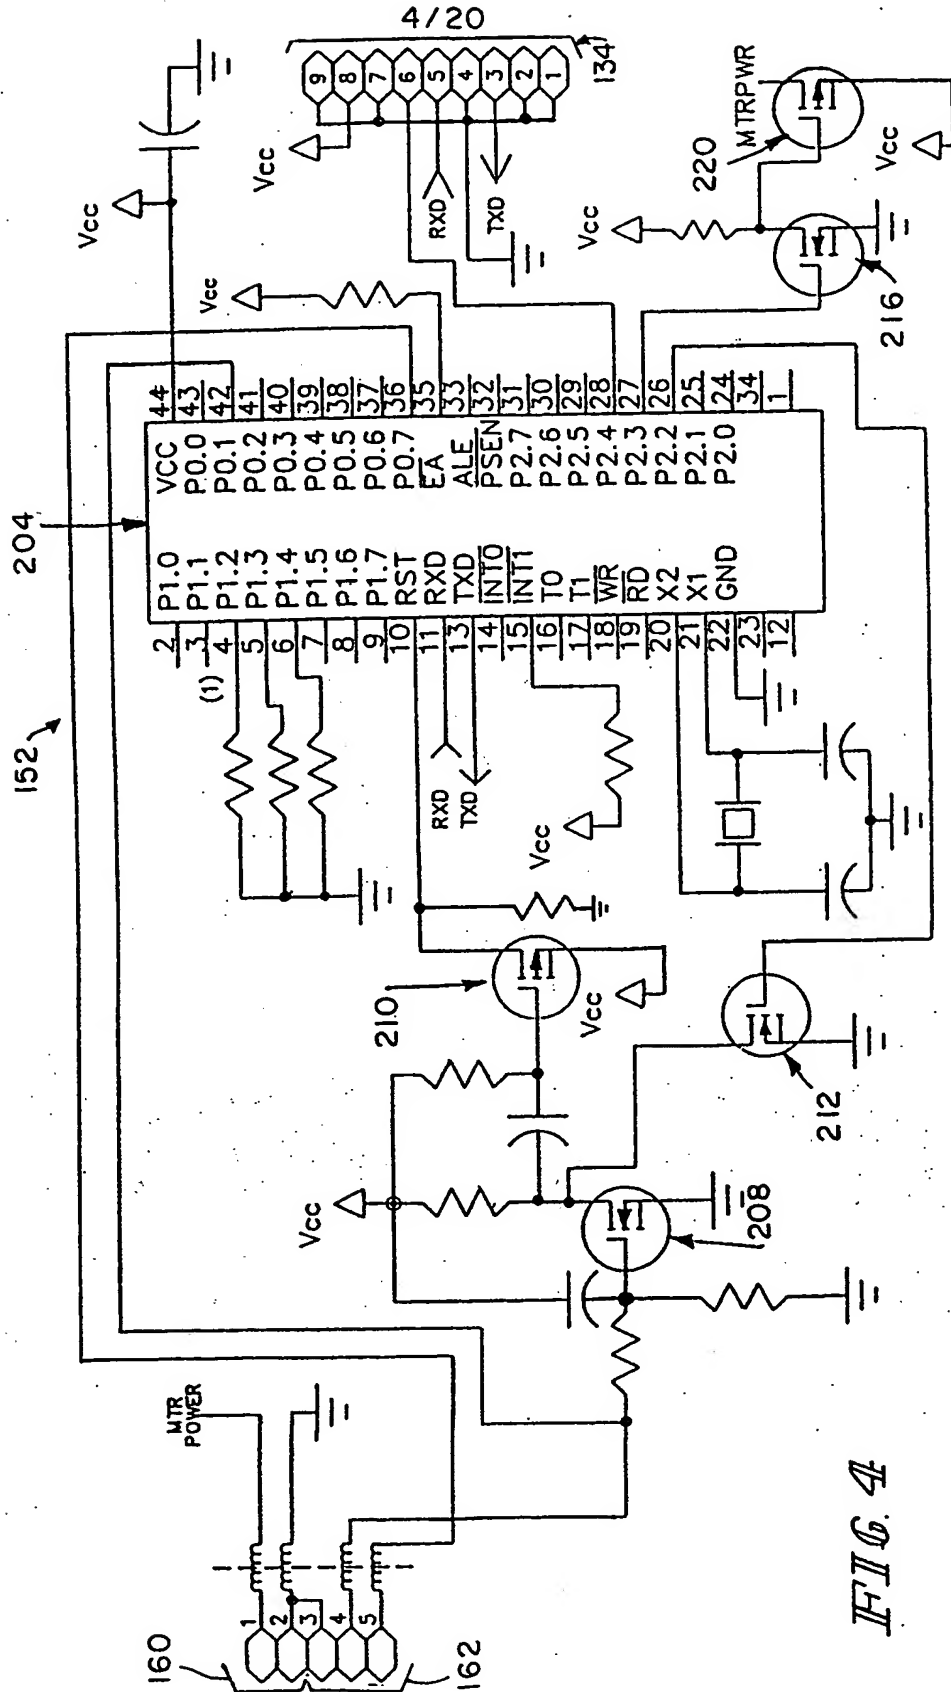 4/20
9
8
7
6
5
4
3
2
1
134
Vcc
RXD
TXD
Vcc
Vcc
MTRPWR
220
Vcc
Vcc
216
204
152
44
43
42
41
40
39
38
37
36
35
33
32
31
30
29
28
27
26
25
24
34
1
VCC
P0.0
P0.1
P0.2
P0.3
P0.4
P0.5
P0.6
P0.7
EA
ALE
PSEN
P2.7
P2.6
P2.5
P2.4
P2.3
P2.2
P2.1
P2.0
P1.0
P1.1
P1.2
P1.3
P1.4
P1.5
P1.6
P1.7
RST
RXD
TXD
INT0
INT1
T0
T1
WR
RD
X2
X1
GND
2
3
4
5
6
7
8
9
10
11
13
14
15
16
17
18
19
20
21
22
23
12
(1)
RXD
TXD
Vcc
210
Vcc
212
Vcc
208
MTR
POWER
1
2
3
4
5
160
162
FIG. 4